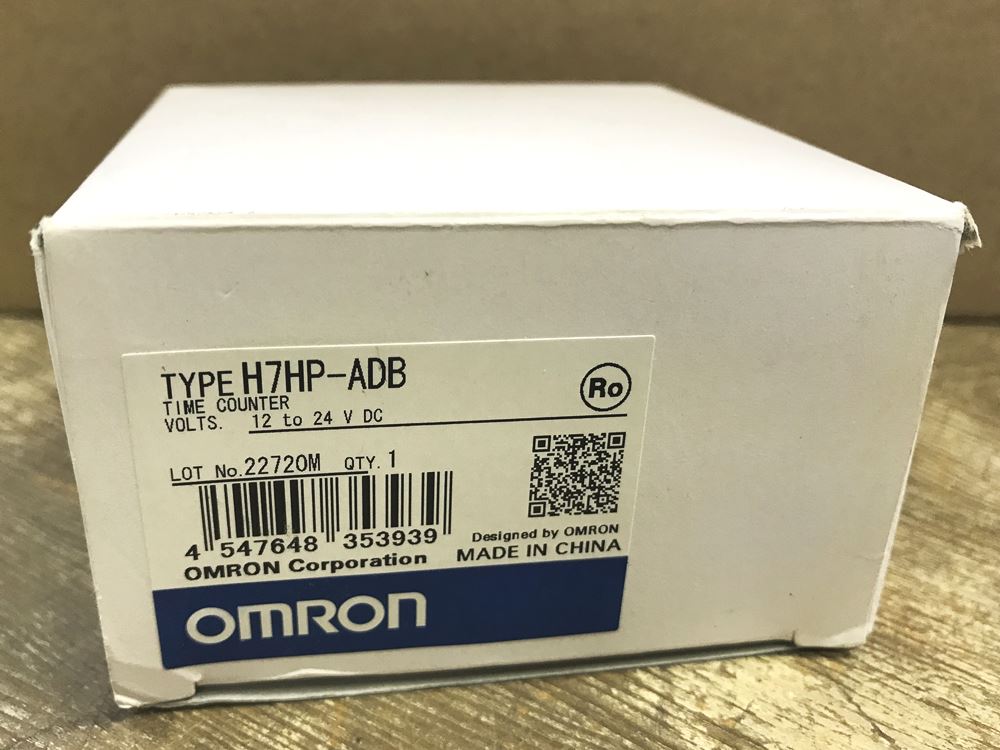 TYPE H7HP-ADB
Ro
TIME COUNTER
VOLTS. 12 to 24 V DC
LOT No. 22720M QTY. 1
4 547648 353939
Designed by OMRON
OMRON Corporation
MADE IN CHINA
OMRON